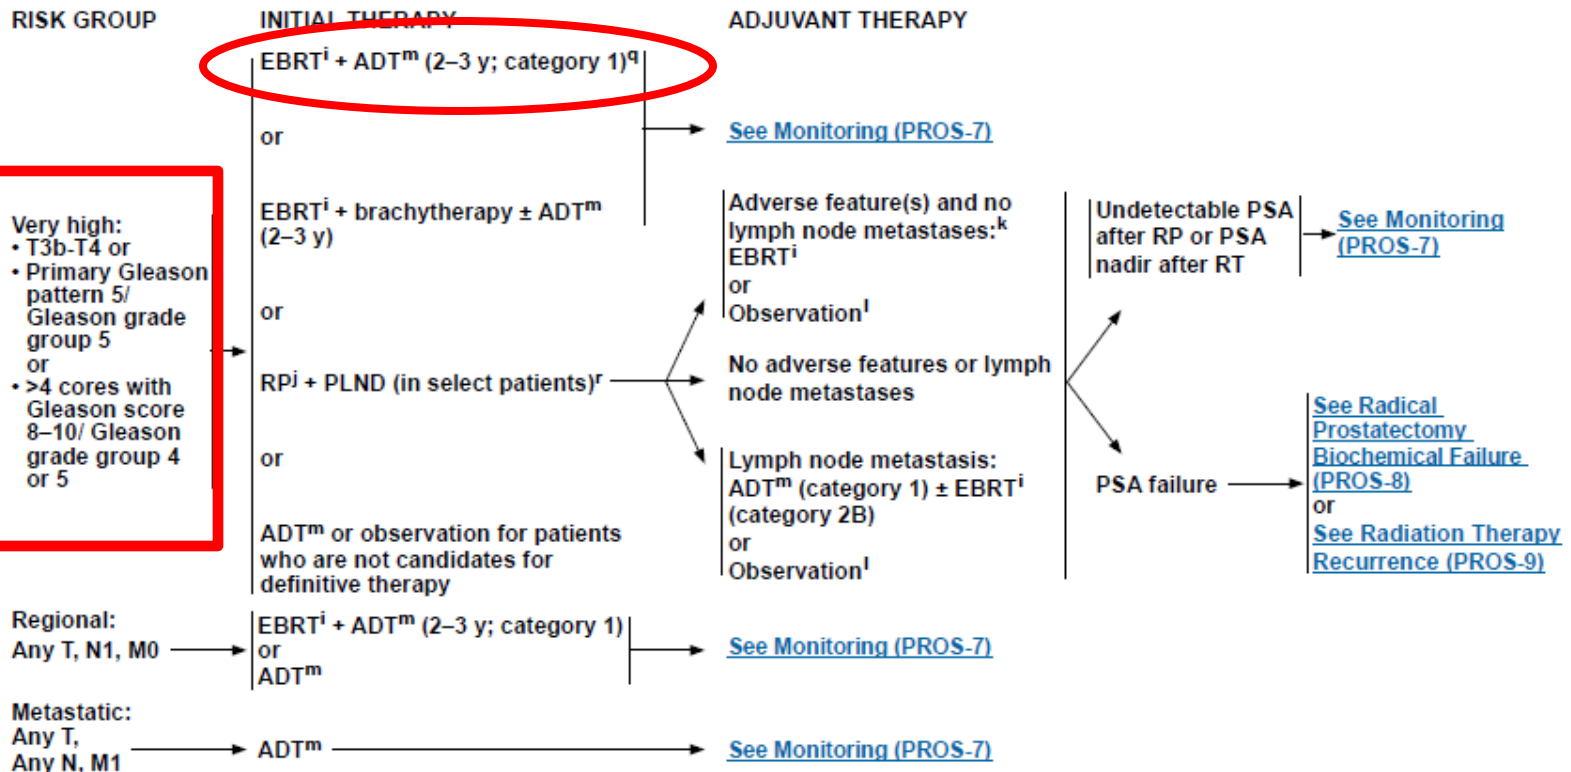 RISK GROUP
INITIAL THERAPY
ADJUVANT THERAPY
EBRTⁱ + ADTᵐ (2–3 y; category 1)q
or
See Monitoring (PROS-7)
Very high:
• T3b-T4 or
• Primary Gleason
pattern 5/
Gleason grade
group 5
or
• >4 cores with
Gleason score
8–10/ Gleason
grade group 4
or 5
EBRTⁱ + brachytherapy ± ADTᵐ
(2–3 y)
or
RPʲ + PLND (in select patients)ʳ
or
ADTᵐ or observation for patients
who are not candidates for
definitive therapy
Adverse feature(s) and no
lymph node metastases:ᵏ
EBRTⁱ
or
Observationˡ
No adverse features or lymph
node metastases
Lymph node metastasis:
ADTᵐ (category 1) ± EBRTⁱ
(category 2B)
or
Observationˡ
Undetectable PSA
after RP or PSA
nadir after RT
See Monitoring
(PROS-7)
PSA failure
See Radical
Prostatectomy
Biochemical Failure
(PROS-8)
or
See Radiation Therapy
Recurrence (PROS-9)
Regional:
Any T, N1, M0
EBRTⁱ + ADTᵐ (2–3 y; category 1)
or
ADTᵐ
See Monitoring (PROS-7)
Metastatic:
Any T,
Any N, M1
ADTᵐ
See Monitoring (PROS-7)